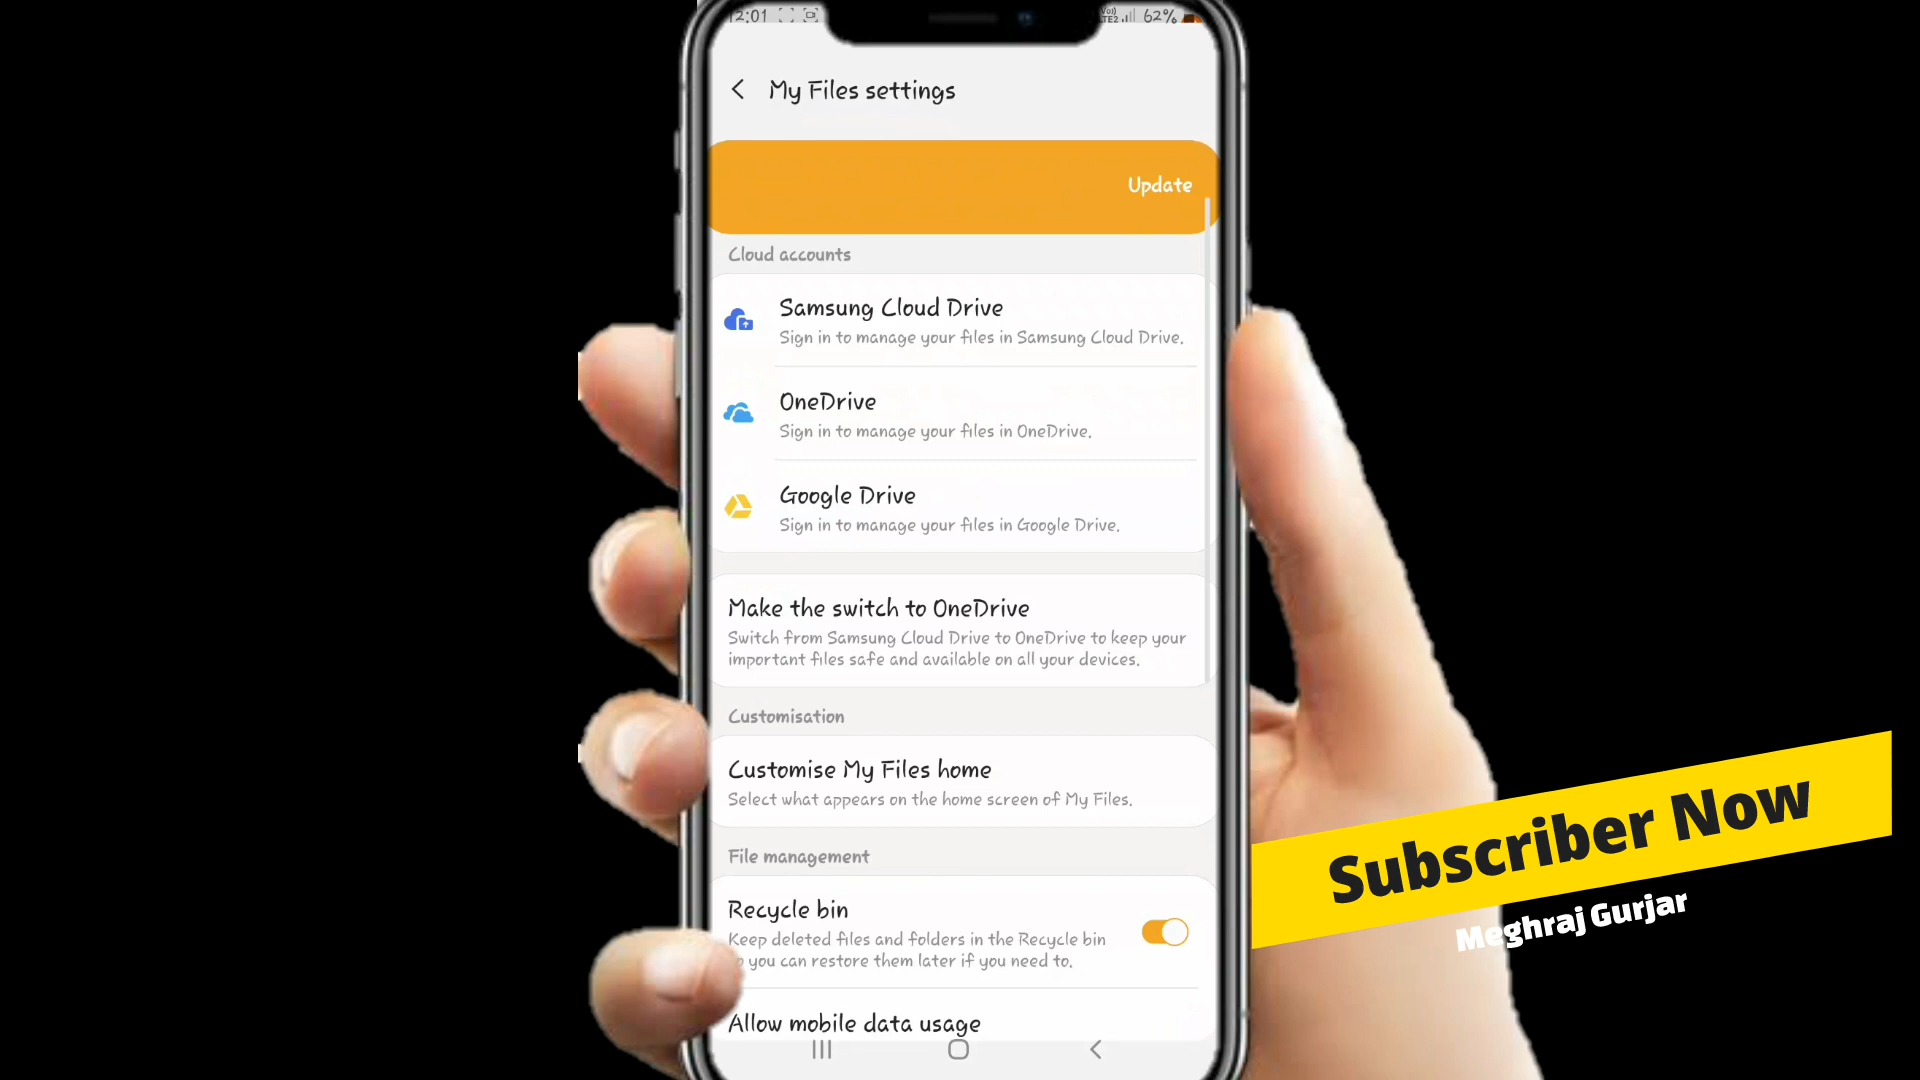 12:01 62%
My Files settings
Update
Cloud accounts
Samsung Cloud Drive
Sign in to manage your files in Samsung Cloud Drive.
OneDrive
Sign in to manage your files in OneDrive.
Google Drive
Sign in to manage your files in Google Drive.
Make the switch to OneDrive
Switch from Samsung Cloud Drive to OneDrive to keep your
important files safe and available on all your devices.
Customisation
Customise My Files home
Select what appears on the home screen of My Files.
File management
Recycle bin
Keep deleted files and folders in the Recycle bin
you can restore them later if you need to.
Allow mobile data usage
Subscriber Now
Meghraj Gurjar